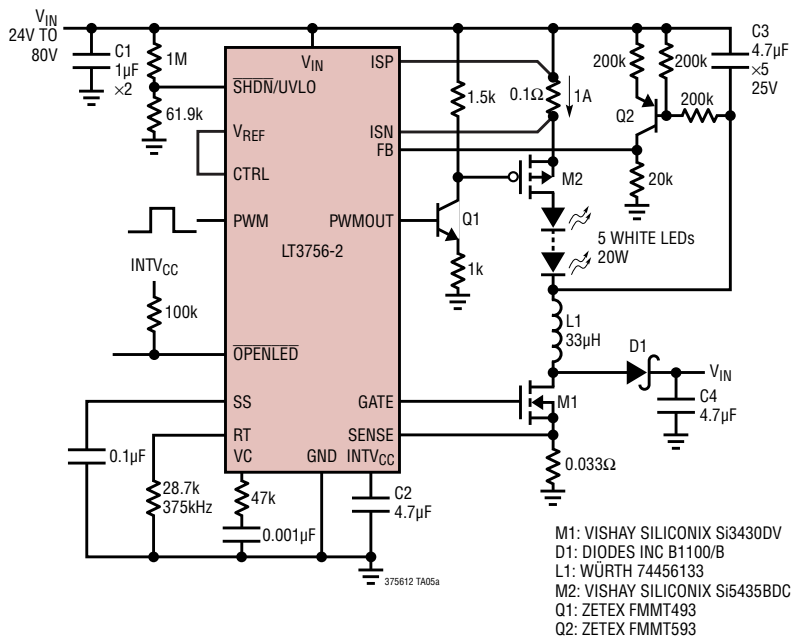 VIN
24V TO
80V
C1
1µF
×2
1M
61.9k
VIN
ISP
SHDN/UVLO
VREF
ISN
FB
CTRL
PWM
PWMOUT
LT3756-2
INTVCC
100k
OPENLED
SS
GATE
RT
SENSE
VC
GND
INTVCC
0.1µF
28.7k
375kHz
47k
0.001µF
C2
4.7µF
375612 TA05a
1.5k
0.1Ω
1A
Q1
1k
M2
5 WHITE LEDs
20W
200k
200k
Q2
200k
20k
C3
4.7µF
×5
25V
L1
33µH
D1
VIN
C4
4.7µF
M1
0.033Ω
M1: VISHAY SILICONIX Si3430DV
D1: DIODES INC B1100/B
L1: WÜRTH 74456133
M2: VISHAY SILICONIX Si5435BDC
Q1: ZETEX FMMT493
Q2: ZETEX FMMT593